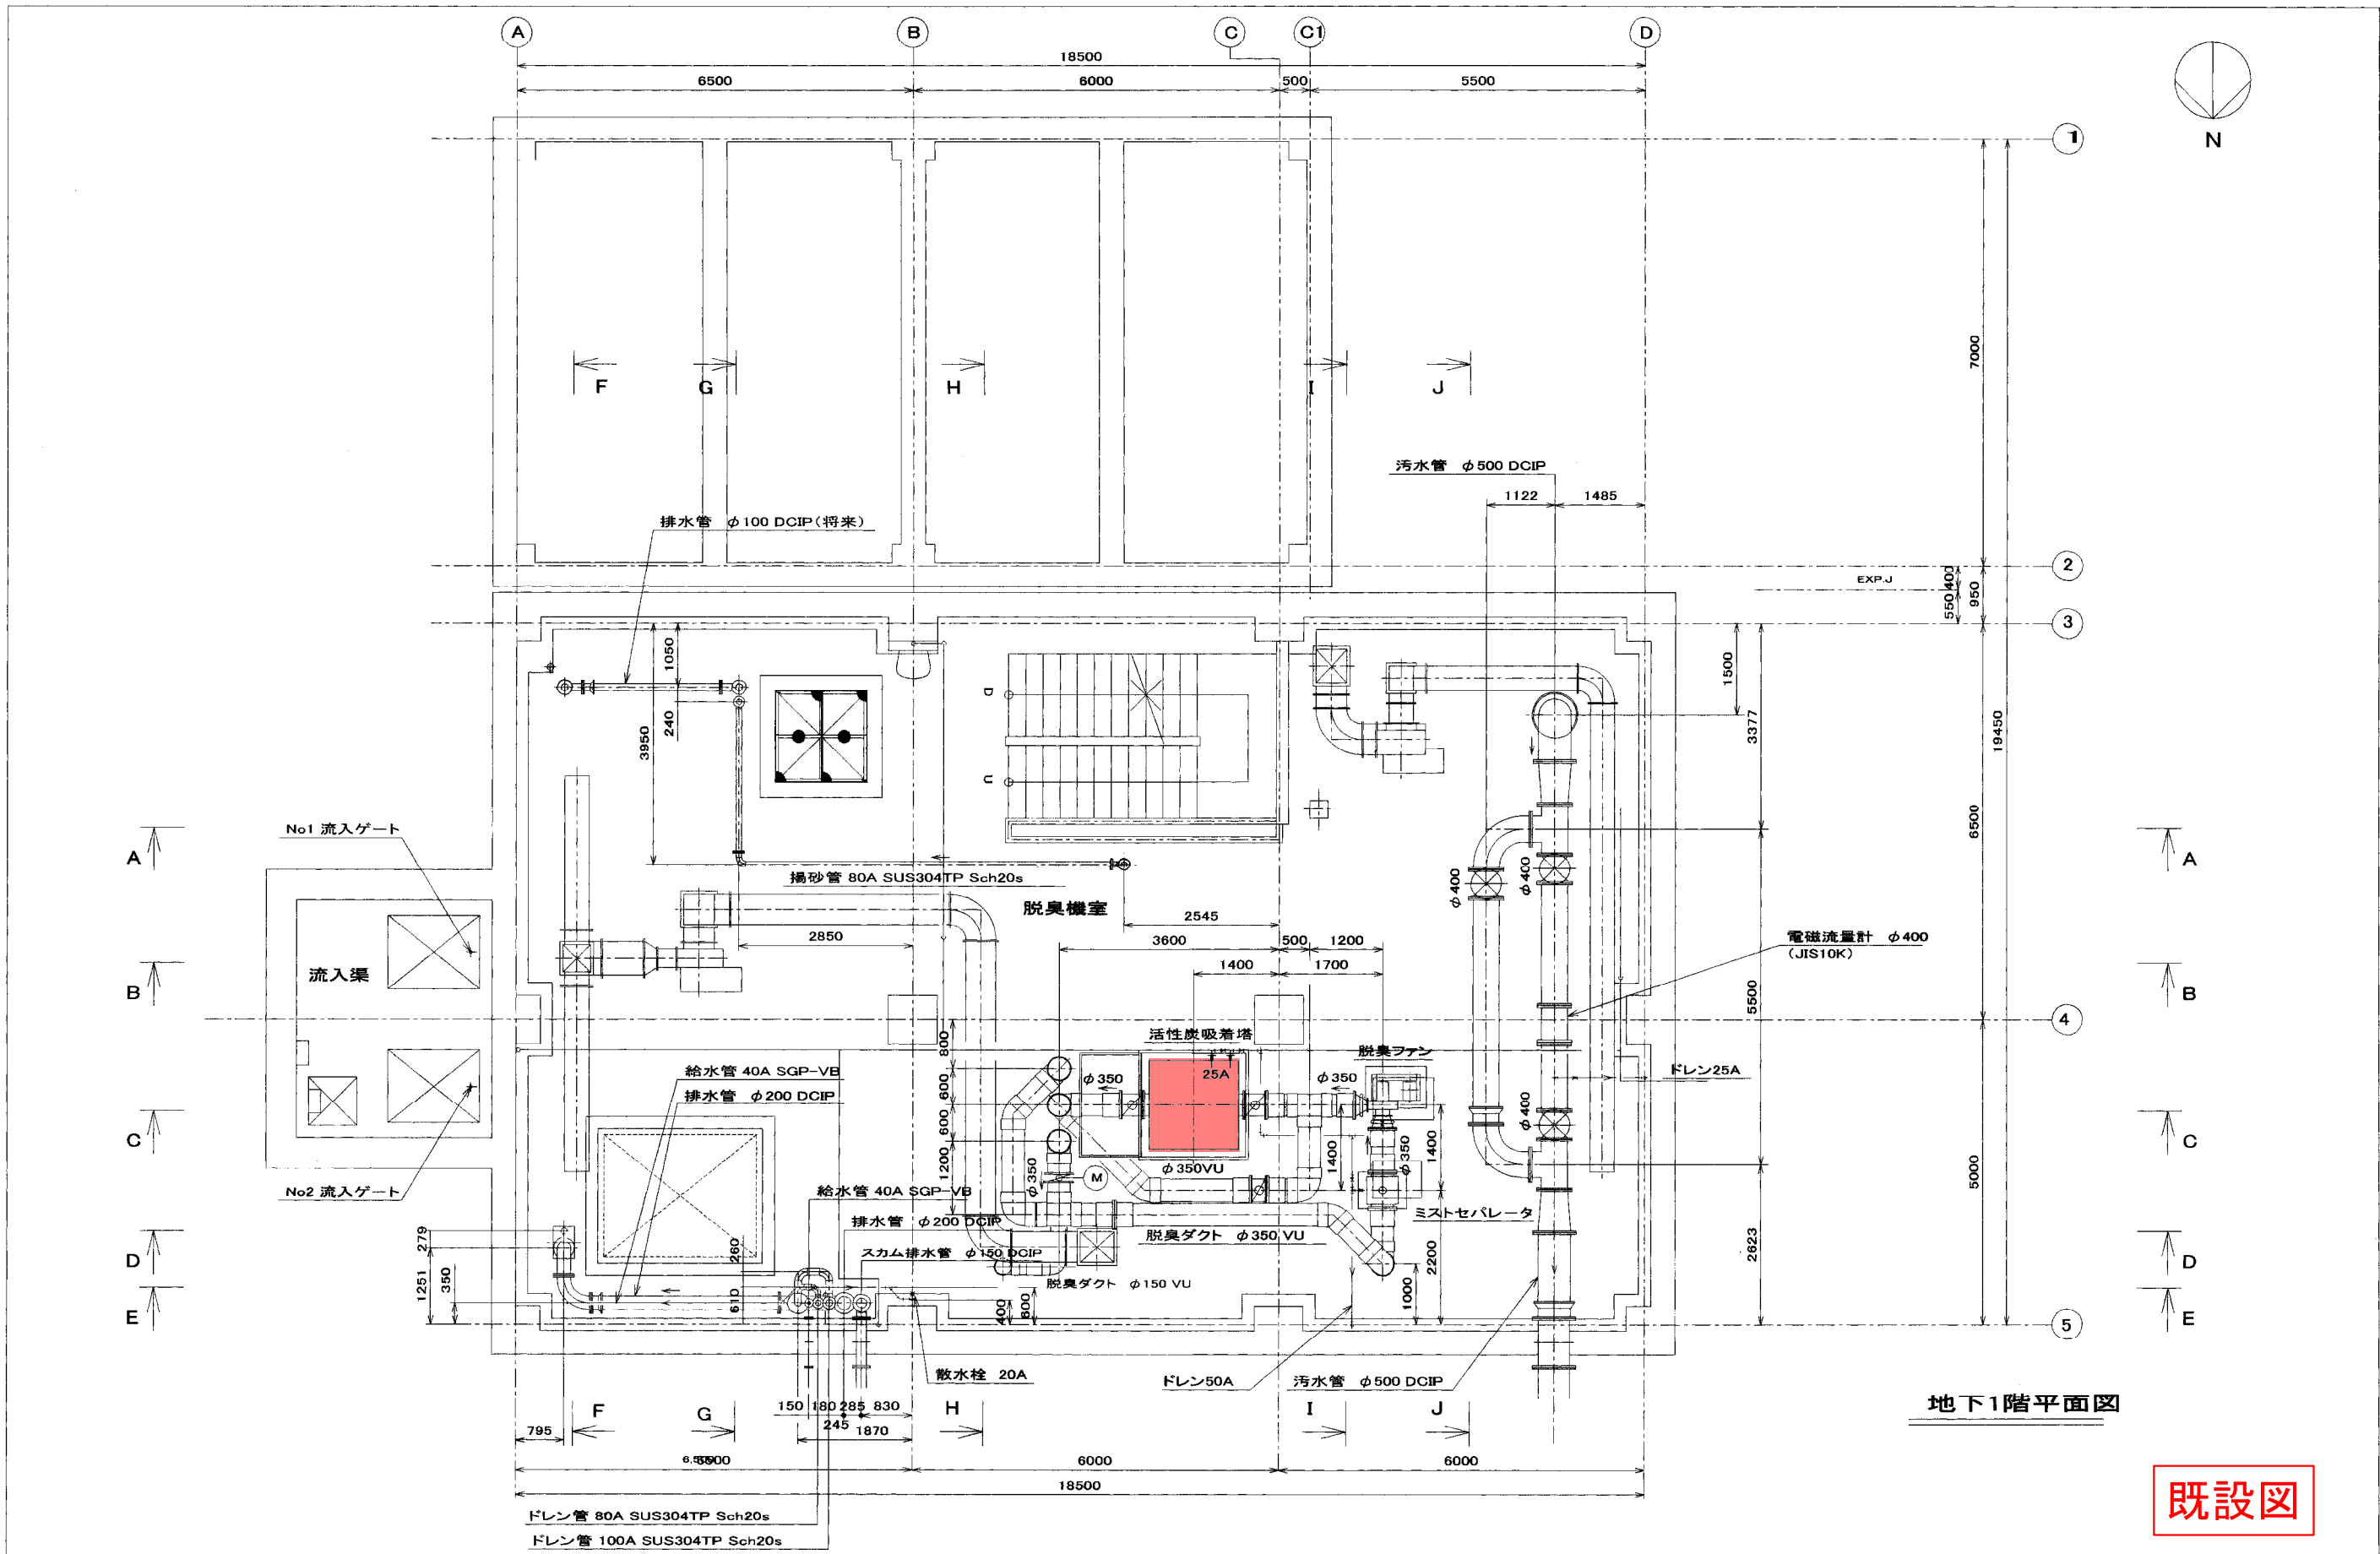 A
B
C
C1
D
18500
6500
6000
500
5500
N
1
F
G
H
I
J
7000
汚水管 φ500 DCIP
1122
1485
排水管 φ100 DCIP(将来)
2
EXP.J
400
550
950
3
1050
240
3950
D
U
1500
3377
19450
6500
No1 流入ゲート
A
A
揚砂管 80A SUS304TP Sch20s
φ400
φ400
脱臭機室
2545
2850
3600
500
1200
電磁流量計 φ400
(JIS10K)
流入渠
1400
1700
B
B
5500
4
800
活性炭吸着塔
脱臭ファン
給水管 40A SGP-VB
φ350
25A
φ350
ドレン25A
排水管 φ200 DCIP
600
600
φ400
C
C
1200
φ350
M
φ350VU
1400
φ350
1400
5000
No2 流入ゲート
給水管 40A SGP-VB
排水管 φ200 DCIP
ミストセパレータ
279
260
脱臭ダクト φ350 VU
スカム排水管 φ150 DCIP
2200
2623
D
D
1251
350
脱臭ダクト φ150 VU
610
400
600
1000
E
E
5
散水栓 20A
ドレン50A
汚水管 φ500 DCIP
地下1階平面図
F
G
150
180
285
830
H
I
J
795
245
1870
6000
6000
18500
既設図
ドレン管 80A SUS304TP Sch20s
ドレン管 100A SUS304TP Sch20s